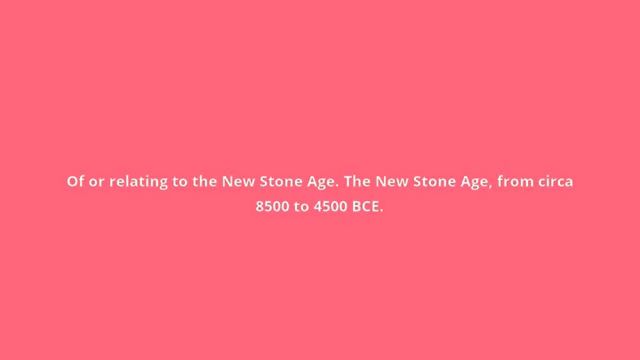 Of or relating to the New Stone Age. The New Stone Age, from circa
8500 to 4500 BCE.